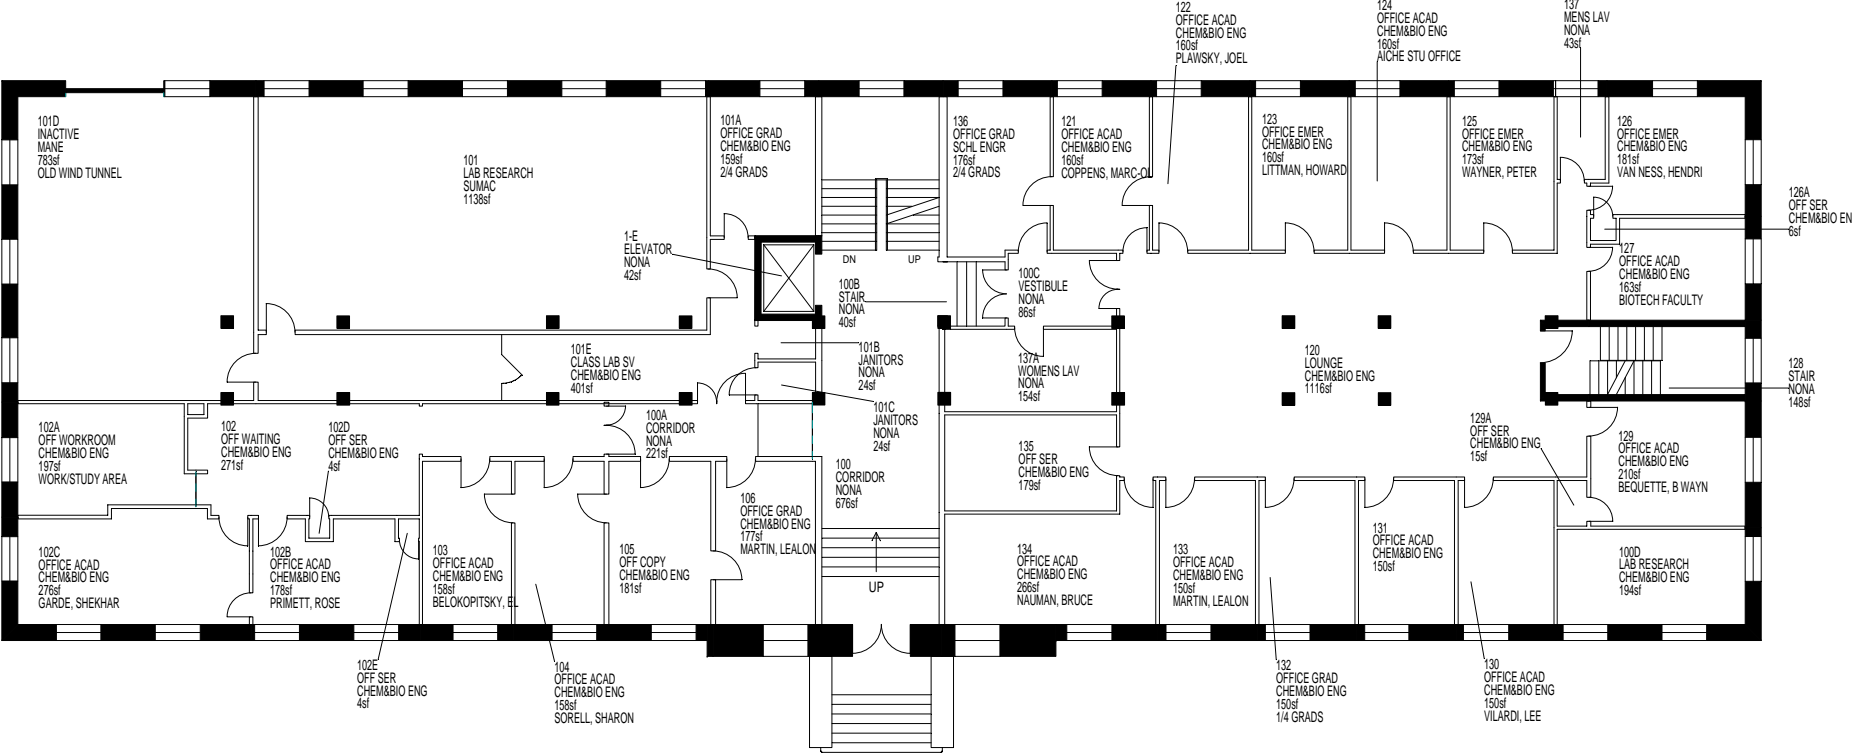 122
OFFICE ACAD
CHEM&BIO ENG
160sf
PLAWSKY, JOEL
124
OFFICE ACAD
CHEM&BIO ENG
160sf
AICHE STU OFFICE
137
MENS LAV
NONA
43sf
101D
INACTIVE
MANE
783sf
OLD WIND TUNNEL
101
LAB RESEARCH
SUMAC
1138sf
101A
OFFICE GRAD
CHEM&BIO ENG
159sf
2/4 GRADS
136
OFFICE GRAD
SCHL ENGR
176sf
2/4 GRADS
121
OFFICE ACAD
CHEM&BIO ENG
160sf
COPPENS, MARC-OL
123
OFFICE EMER
CHEM&BIO ENG
160sf
LITTMAN, HOWARD
125
OFFICE EMER
CHEM&BIO ENG
173sf
WAYNER, PETER
126
OFFICE EMER
CHEM&BIO ENG
181sf
VAN NESS, HENDRI
126A
OFF SER
CHEM&BIO EN
6sf
1-E
ELEVATOR
NONA
42sf
DN
UP
100B
STAIR
NONA
40sf
100C
VESTIBULE
NONA
86sf
127
OFFICE ACAD
CHEM&BIO ENG
163sf
BIOTECH FACULTY
101E
CLASS LAB SV
CHEM&BIO ENG
401sf
101B
JANITORS
NONA
24sf
137A
WOMENS LAV
NONA
154sf
120
LOUNGE
CHEM&BIO ENG
1116sf
128
STAIR
NONA
148sf
102A
OFF WORKROOM
CHEM&BIO ENG
197sf
WORK/STUDY AREA
102
OFF WAITING
CHEM&BIO ENG
271sf
102D
OFF SER
CHEM&BIO ENG
4sf
100A
CORRIDOR
NONA
221sf
101C
JANITORS
NONA
24sf
100
CORRIDOR
NONA
676sf
135
OFF SER
CHEM&BIO ENG
179sf
129A
OFF SER
CHEM&BIO ENG
15sf
129
OFFICE ACAD
CHEM&BIO ENG
210sf
BEQUETTE, B WAYN
102C
OFFICE ACAD
CHEM&BIO ENG
276sf
GARDE, SHEKHAR
102B
OFFICE ACAD
CHEM&BIO ENG
178sf
PRIMETT, ROSE
103
OFFICE ACAD
CHEM&BIO ENG
158sf
BELOKOPITSKY, EL
105
OFF COPY
CHEM&BIO ENG
181sf
106
OFFICE GRAD
CHEM&BIO ENG
177sf
MARTIN, LEALON
UP
134
OFFICE ACAD
CHEM&BIO ENG
266sf
NAUMAN, BRUCE
133
OFFICE ACAD
CHEM&BIO ENG
150sf
MARTIN, LEALON
131
OFFICE ACAD
CHEM&BIO ENG
150sf
100D
LAB RESEARCH
CHEM&BIO ENG
194sf
102E
OFF SER
CHEM&BIO ENG
4sf
104
OFFICE ACAD
CHEM&BIO ENG
158sf
SORELL, SHARON
132
OFFICE GRAD
CHEM&BIO ENG
150sf
1/4 GRADS
130
OFFICE ACAD
CHEM&BIO ENG
150sf
VILARDI, LEE